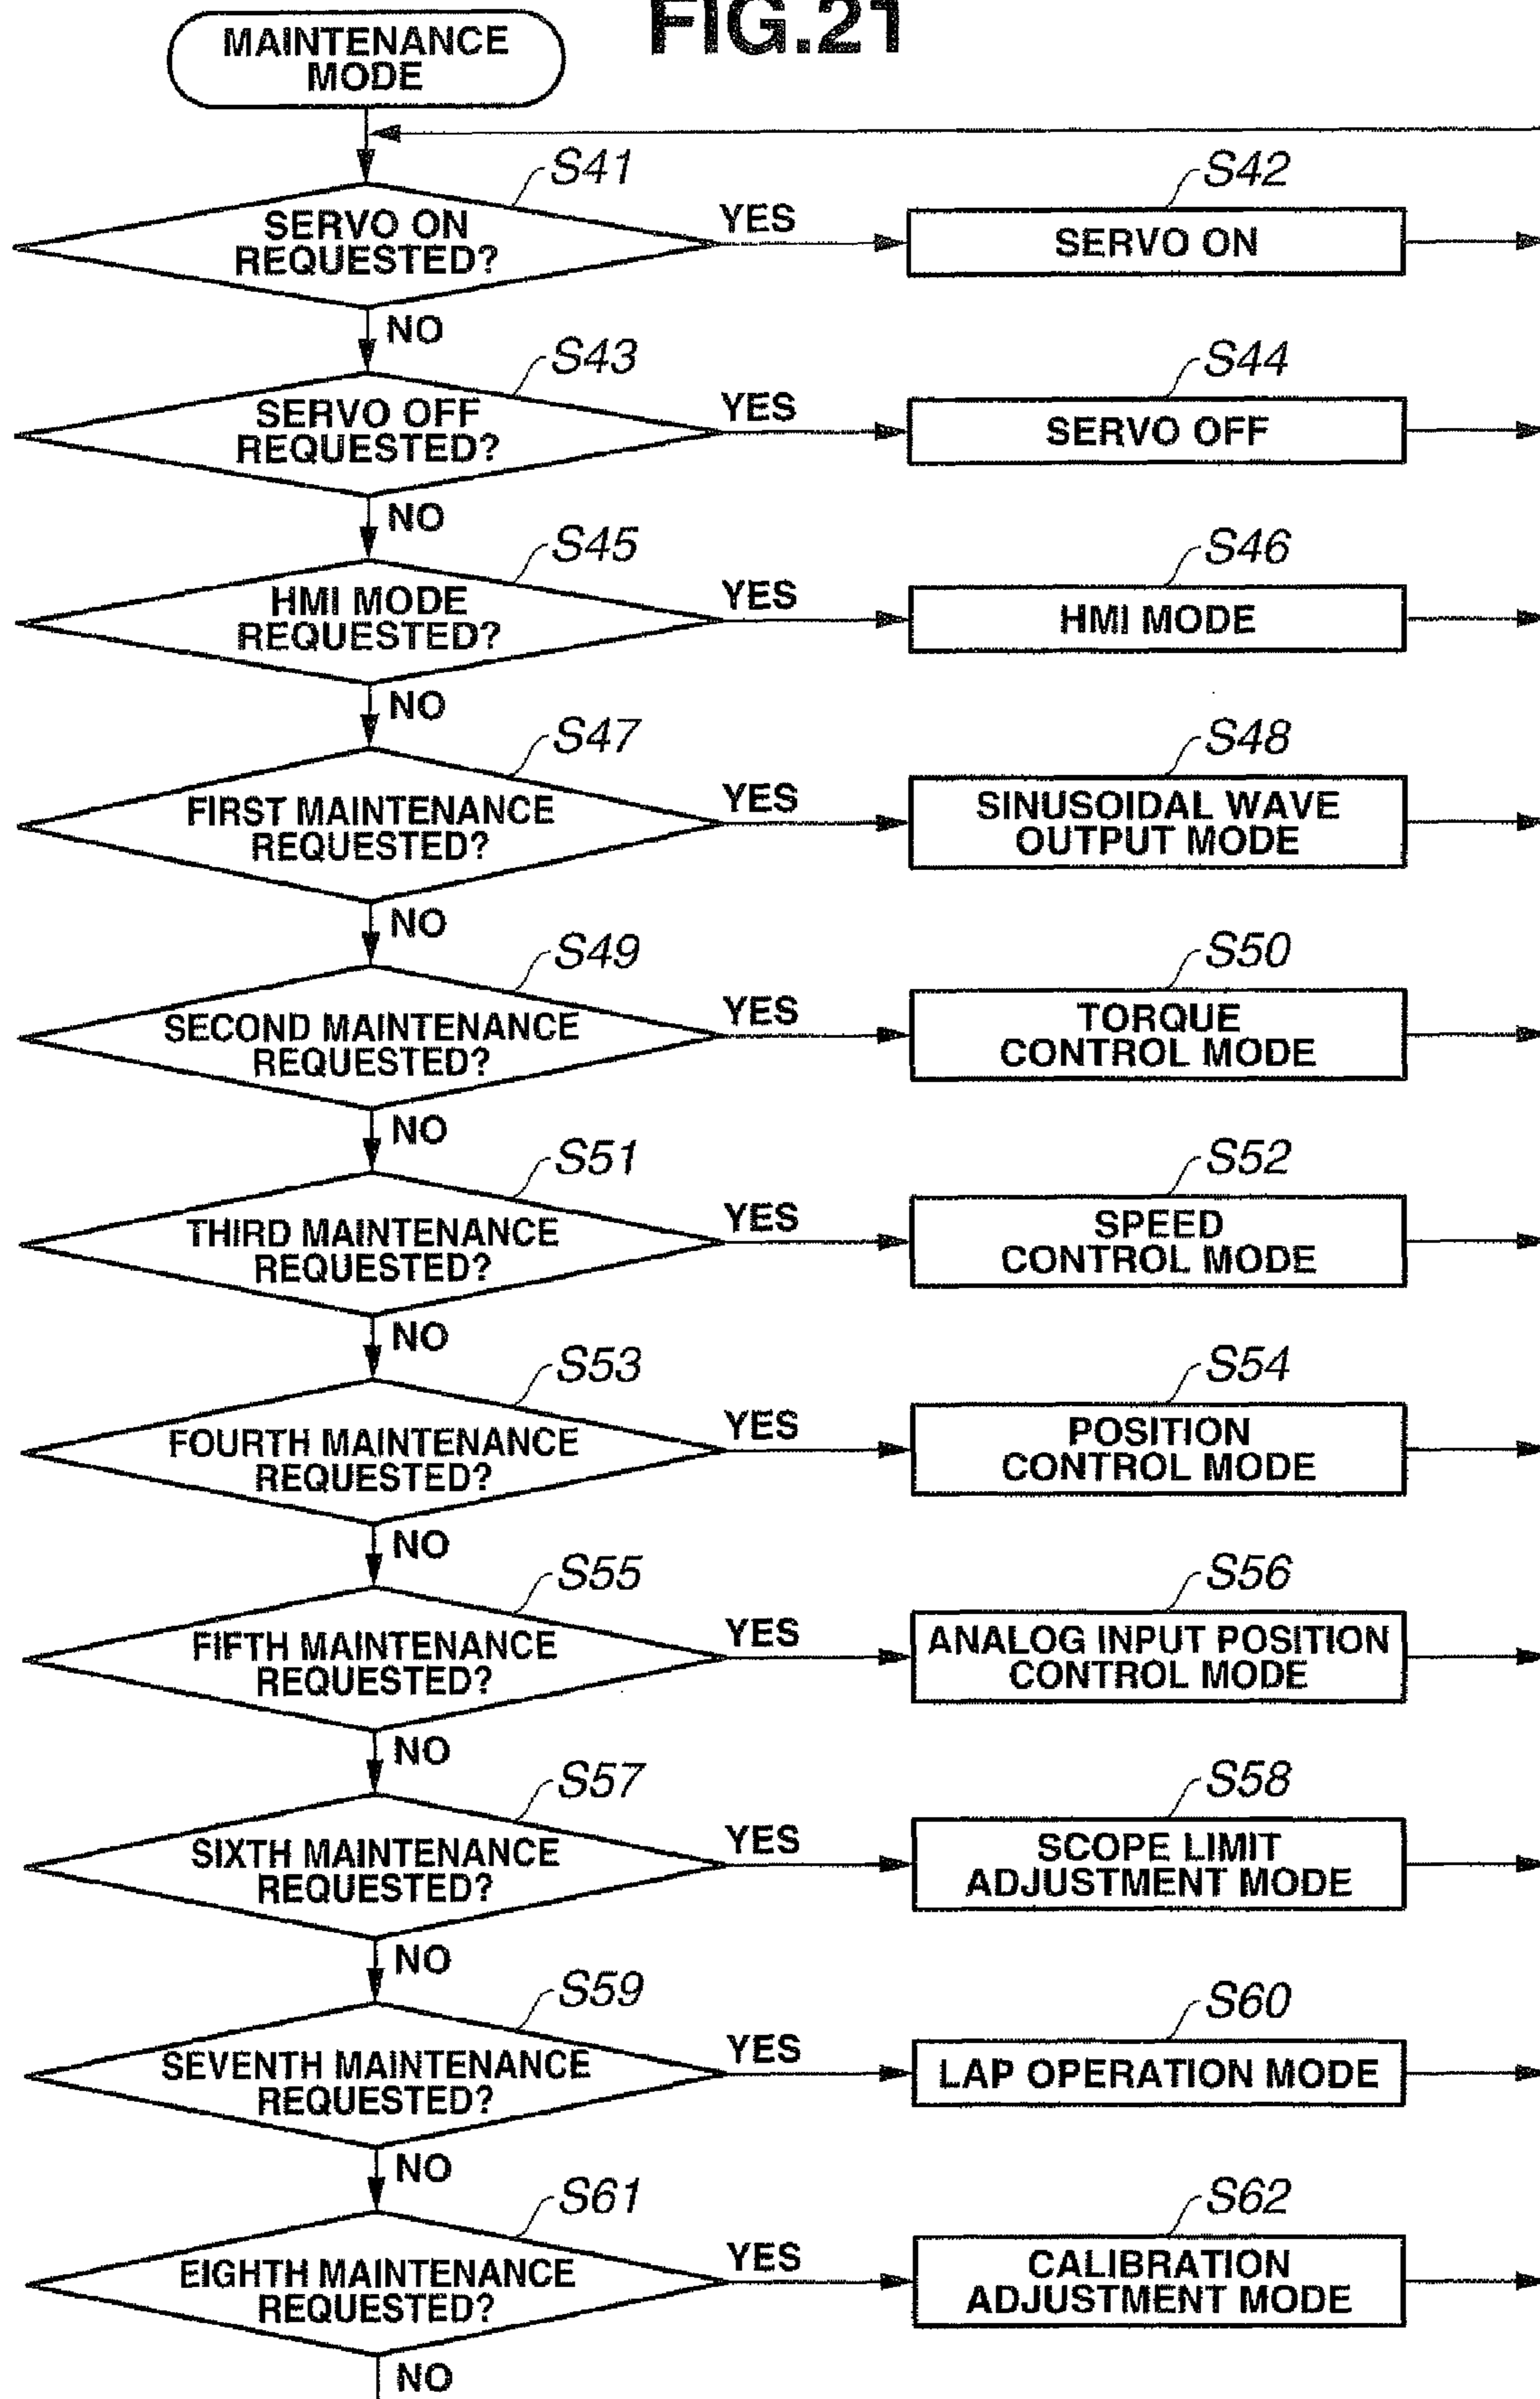 FIG.21
MAINTENANCE
MODE
S41
SERVO ON
REQUESTED?
YES
S42
SERVO ON
NO
S43
SERVO OFF
REQUESTED?
YES
S44
SERVO OFF
NO
S45
HMI MODE
REQUESTED?
YES
S46
HMI MODE
NO
S47
FIRST MAINTENANCE
REQUESTED?
YES
S48
SINUSOIDAL WAVE
OUTPUT MODE
NO
S49
SECOND MAINTENANCE
REQUESTED?
YES
S50
TORQUE
CONTROL MODE
NO
S51
THIRD MAINTENANCE
REQUESTED?
YES
S52
SPEED
CONTROL MODE
NO
S53
FOURTH MAINTENANCE
REQUESTED?
YES
S54
POSITION
CONTROL MODE
NO
S55
FIFTH MAINTENANCE
REQUESTED?
YES
S56
ANALOG INPUT POSITION
CONTROL MODE
NO
S57
SIXTH MAINTENANCE
REQUESTED?
YES
S58
SCOPE LIMIT
ADJUSTMENT MODE
NO
S59
SEVENTH MAINTENANCE
REQUESTED?
YES
S60
LAP OPERATION MODE
NO
S61
EIGHTH MAINTENANCE
REQUESTED?
YES
S62
CALIBRATION
ADJUSTMENT MODE
NO